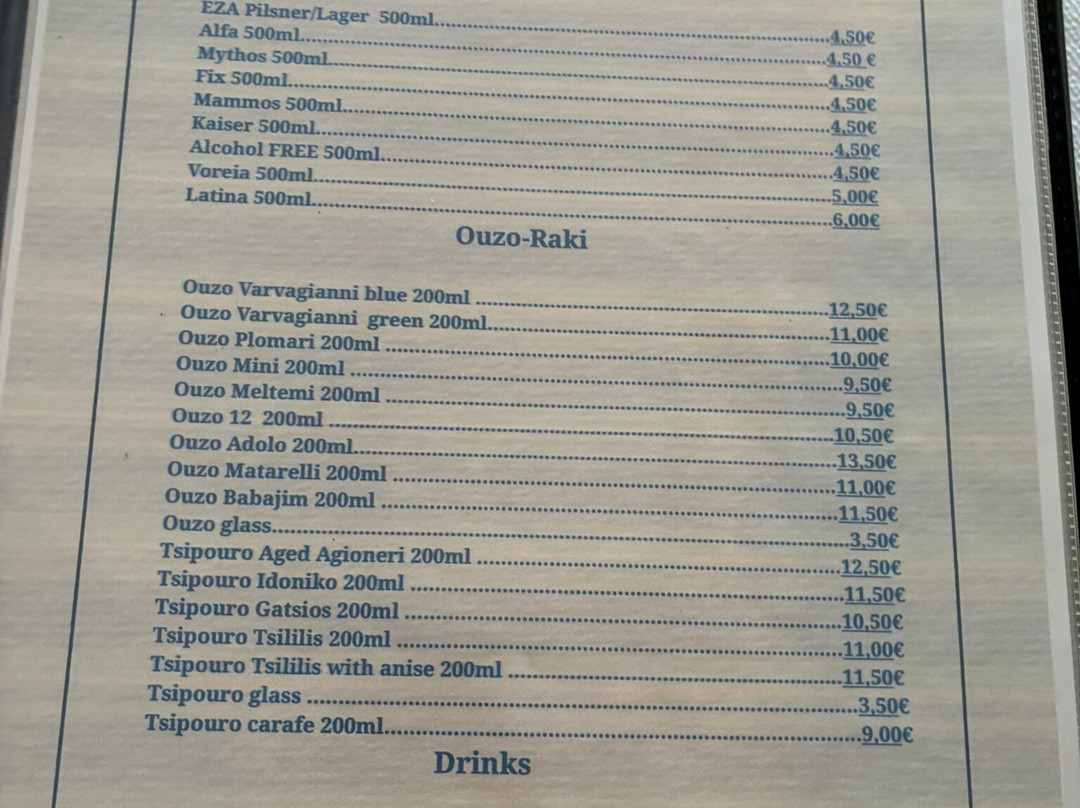 EZA Pilsner/Lager 500ml..........4,50€
Alfa 500ml..........4,50 €
Mythos 500ml..........4,50€
Fix 500ml..........4,50€
Mammos 500ml..........4,50€
Kaiser 500ml..........4,50€
Alcohol FREE 500ml..........4,50€
Voreia 500ml..........5,00€
Latina 500ml..........6,00€
Ouzo-Raki
Ouzo Varvagianni blue 200ml ..........12,50€
Ouzo Varvagianni green 200ml..........11,00€
Ouzo Plomari 200ml ..........10,00€
Ouzo Mini 200ml ..........9,50€
Ouzo Meltemi 200ml ..........9,50€
Ouzo 12 200ml ..........10,50€
Ouzo Adolo 200ml..........13,50€
Ouzo Matarelli 200ml ..........11,00€
Ouzo Babajim 200ml ..........11,50€
Ouzo glass..........3,50€
Tsipouro Aged Agioneri 200ml ..........12,50€
Tsipouro Idoniko 200ml ..........11,50€
Tsipouro Gatsios 200ml ..........10,50€
Tsipouro Tsililis 200ml ..........11,00€
Tsipouro Tsililis with anise 200ml ..........11,50€
Tsipouro glass ..........3,50€
Tsipouro carafe 200ml..........9,00€
Drinks